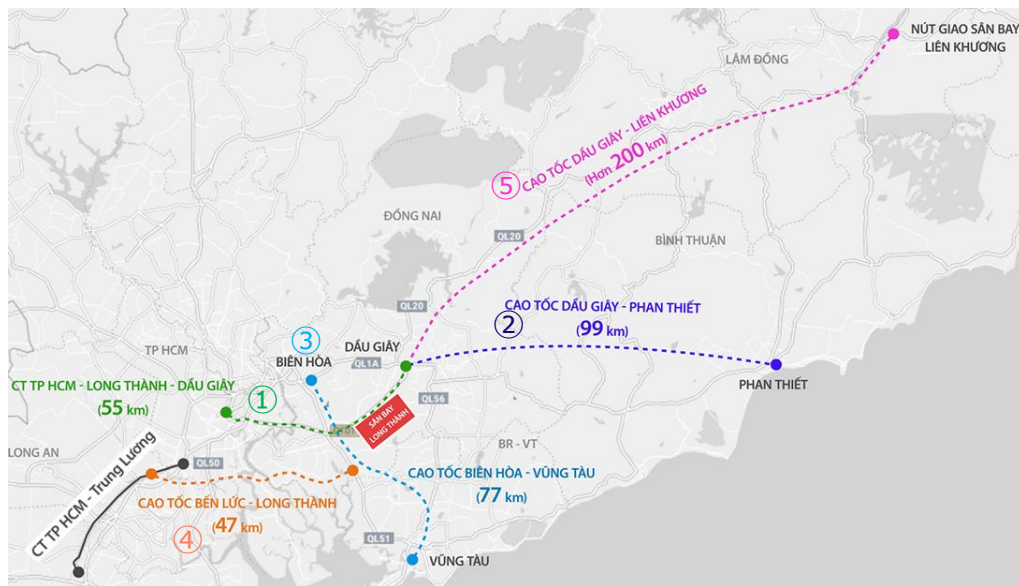 NÚT GIAO SÂN BAY
LIÊN KHƯƠNG
LÂM ĐỒNG
CAO TỐC DẦU GIÂY - LIÊN KHƯƠNG
(Hơn 200 km)
5
ĐỒNG NAI
QL20
BÌNH THUẬN
QL20
CAO TỐC DẦU GIÂY - PHAN THIẾT
(99 km)
2
3
TP HCM
BIÊN HÒA
DẦU GIÂY
QL1A
PHAN THIẾT
CT TP HCM - LONG THÀNH - DẦU GIÂY
(55 km)
1
QL56
SÂN BAY
LONG THÀNH
LONG AN
BR - VT
QL50
CT TP HCM - Trung Lương
CAO TỐC BIÊN HÒA - VŨNG TÀU
(77 km)
CAO TỐC BẾN LỨC - LONG THÀNH
(47 km)
4
QL51
VŨNG TÀU